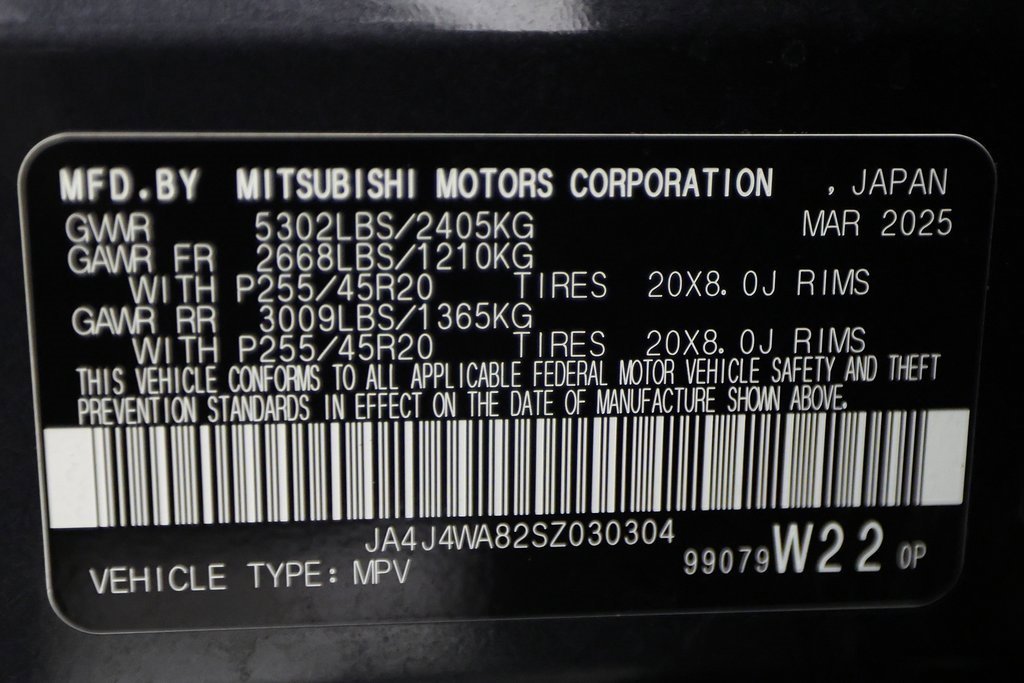 MFD.BY MITSUBISHI MOTORS CORPORATION , JAPAN
GWWR 5302LBS/2405KG MAR 2025
GAWR FR 2668LBS/1210KG
WITH P255/45R20 TIRES 20X8.0J RIMS
GAWR RR 3009LBS/1365KG
WITH P255/45R20 TIRES 20X8.0J RIMS
THIS VEHICLE CONFORMS TO ALL APPLICABLE FEDERAL MOTOR VEHICLE SAFETY AND THEFT
PREVENTION STANDARDS IN EFFECT ON THE DATE OF MANUFACTURE SHOWN ABOVE.
JA4J4WA82SZ030304
99079 W22 0P
VEHICLE TYPE: MPV